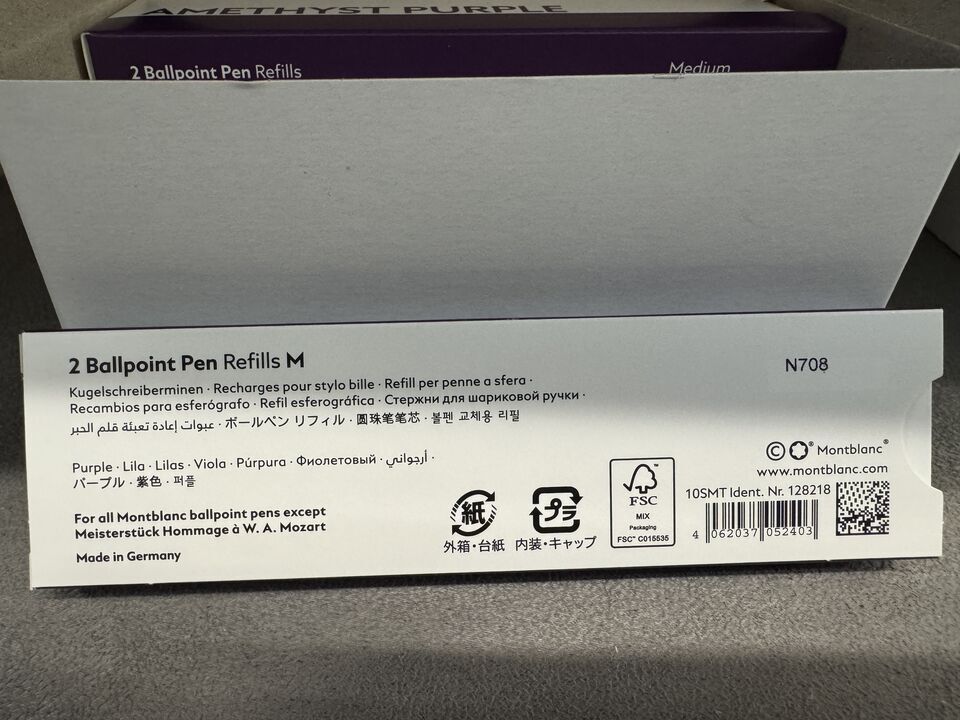 AMETHYST PURPLE
2 Ballpoint Pen Refills
Medium
2 Ballpoint Pen Refills M
N708
Kugelschreiberminen · Recharges pour stylo bille · Refill per penne a sfera ·
Recambios para esferógrafo · Refil esferográfica · Стержни для шариковой ручки ·
عبوات إعادة تعبئة قلم الحبر · ボールペン リフィル · 圆珠笔笔芯 · 볼펜 교체용 리필
Purple · Lila · Lilas · Viola · Púrpura · Фиолетовый · أرجواني ·
パープル · 紫色 · 퍼플
For all Montblanc ballpoint pens except
Meisterstück Hommage à W. A. Mozart
Made in Germany
紙
外箱・台紙
プラ
内装・キャップ
FSC
MIX
Packaging
FSC™ C015535
© ® Montblanc®
www.montblanc.com
10SMT Ident. Nr. 128218
4 062037 052403